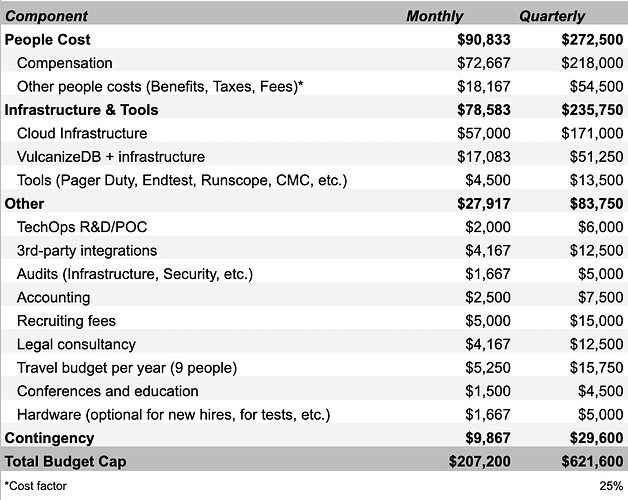 Component Monthly Quarterly
People Cost $90,833 $272,500
Compensation $72,667 $218,000
Other people costs (Benefits, Taxes, Fees)* $18,167 $54,500
Infrastructure & Tools $78,583 $235,750
Cloud Infrastructure $57,000 $171,000
VulcanizeDB + infrastructure $17,083 $51,250
Tools (Pager Duty, Endtest, Runscope, CMC, etc.) $4,500 $13,500
Other $27,917 $83,750
TechOps R&D/POC $2,000 $6,000
3rd-party integrations $4,167 $12,500
Audits (Infrastructure, Security, etc.) $1,667 $5,000
Accounting $2,500 $7,500
Recruiting fees $5,000 $15,000
Legal consultancy $4,167 $12,500
Travel budget per year (9 people) $5,250 $15,750
Conferences and education $1,500 $4,500
Hardware (optional for new hires, for tests, etc.) $1,667 $5,000
Contingency $9,867 $29,600
Total Budget Cap $207,200 $621,600
*Cost factor 25%